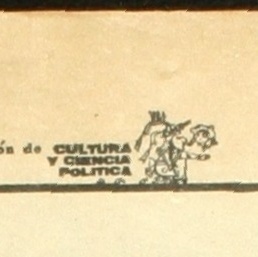 ón de CULTURA
Y CIENCIA
POLITICA